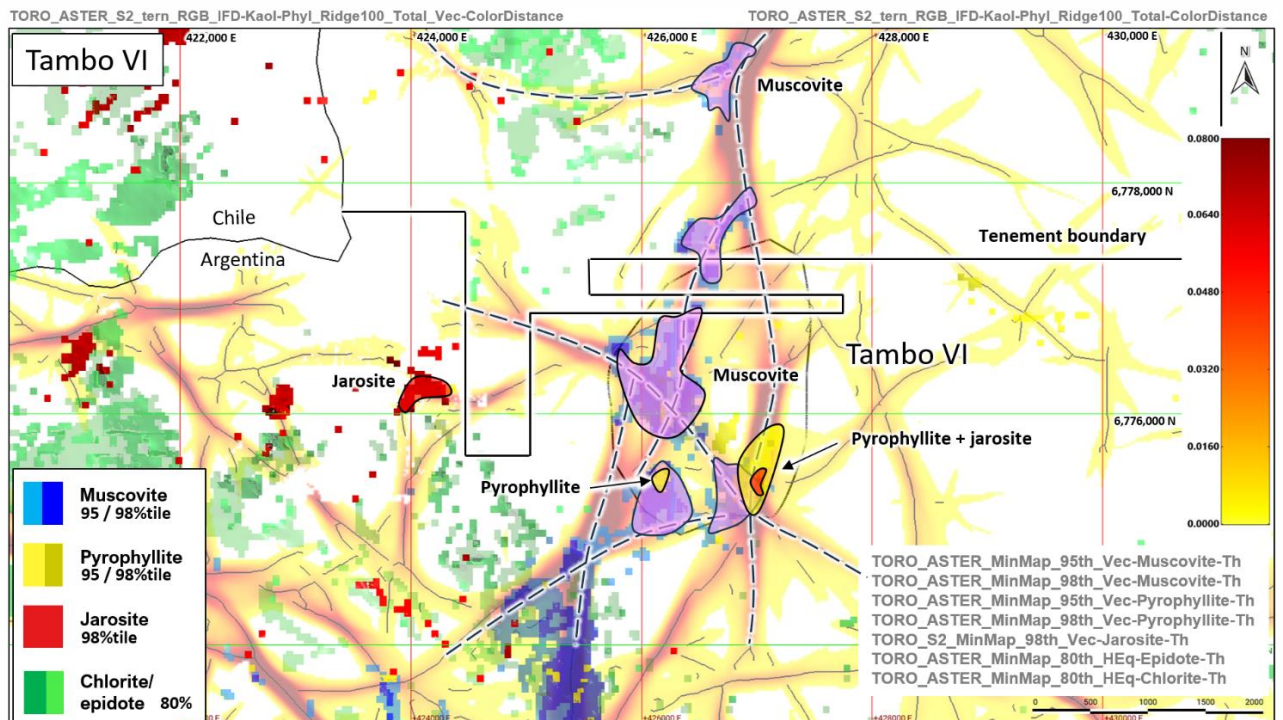 TORO_ASTER_S2_tern_RGB_IFD-Kaol-Phyl_Ridge100_Total_Vec-ColorDistance
TORO_ASTER_S2_tern_RGB_IFD-Kaol-Phyl_Ridge100_Total-ColorDistance
Tambo VI
422,000 E
424,000 E
426,000 E
428,000 E
430,000 E
N
Muscovite
0.0800
6,778,000 N
0.0640
Chile
Tenement boundary
Argentina
0.0480
Tambo VI
Jarosite
Muscovite
0.0320
6,776,000 N
Pyrophyllite + jarosite
0.0160
Pyrophyllite
Muscovite
95 / 98%tile
0.0000
Pyrophyllite
95 / 98%tile
Jarosite
98%tile
Chlorite/
epidote 80%
TORO_ASTER_MinMap_95th_Vec-Muscovite-Th
TORO_ASTER_MinMap_98th_Vec-Muscovite-Th
TORO_ASTER_MinMap_95th_Vec-Pyrophyllite-Th
TORO_ASTER_MinMap_98th_Vec-Pyrophyllite-Th
TORO_S2_MinMap_98th_Vec-Jarosite-Th
TORO_ASTER_MinMap_80th_HEq-Epidote-Th
TORO_ASTER_MinMap_80th_HEq-Chlorite-Th
0 500 1000 1500 2000
+424000 E
+426000 E
+428000 E
+430000 E